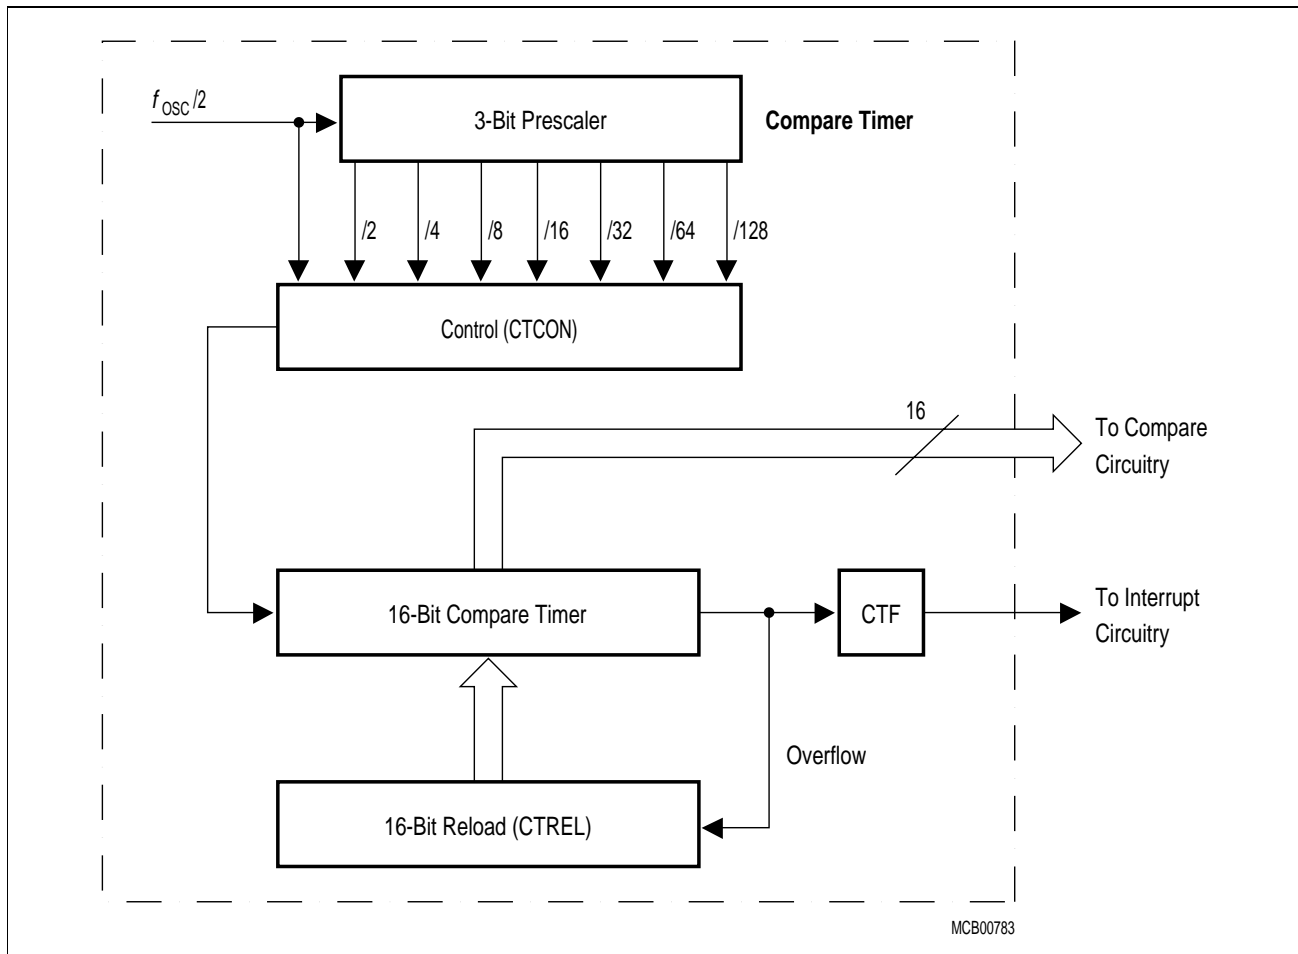 fOSC/2
3-Bit Prescaler
Compare Timer
/2
/4
/8
/16
/32
/64
/128
Control (CTCON)
16
To Compare
Circuitry
16-Bit Compare Timer
CTF
To Interrupt
Circuitry
Overflow
16-Bit Reload (CTREL)
MCB00783